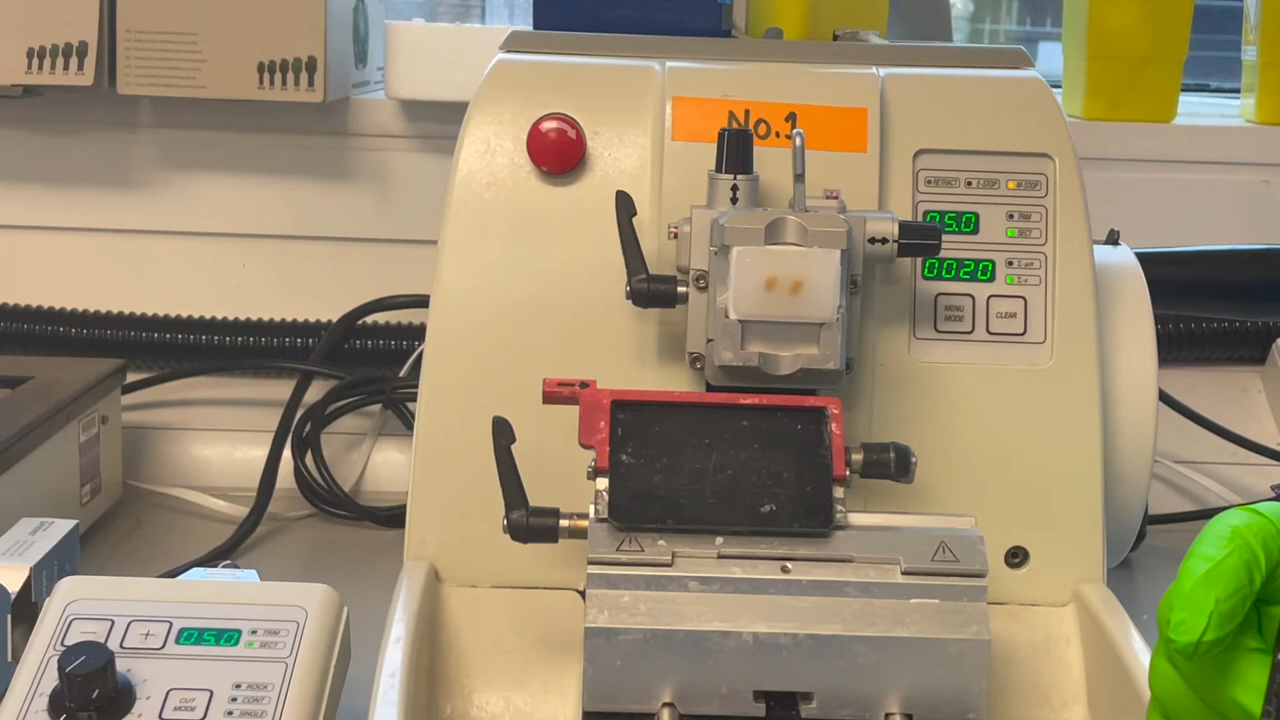 No.1
RETRACT
E-STOP
M-STOP
05.0
TRIM
SECT
0020
Σ-µm
Σ-n
MENU
MODE
CLEAR
05.0
TRIM
SECT
CUT
MODE
ROCK
CONT
SINGLE